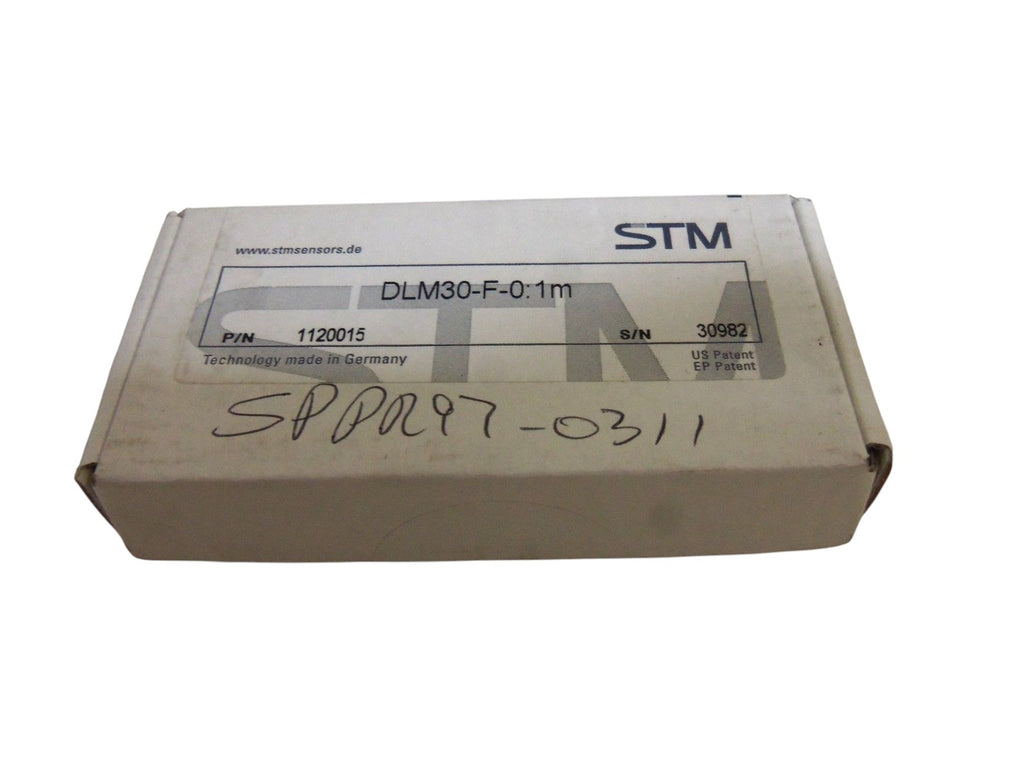 www.stmsensors.de STM
DLM30-F-0:1m
P/N 1120015 S/N 30982
Technology made in Germany US Patent
EP Patent
STM
SPPR97-0311